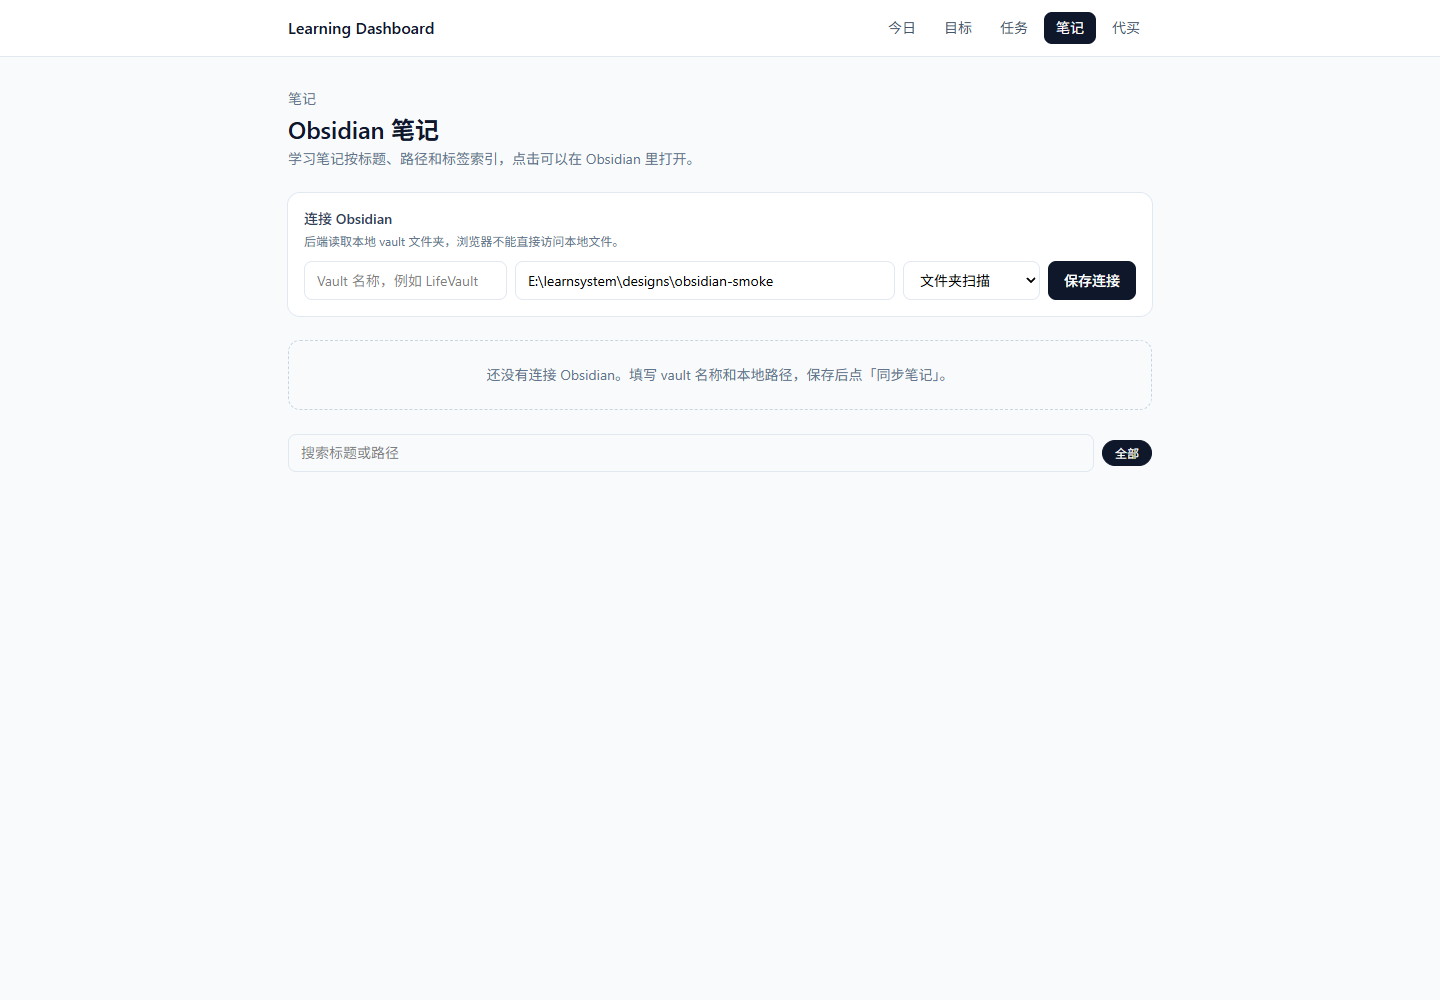 Learning Dashboard
今日
目标
任务
笔记
代买
笔记
Obsidian 笔记
学习笔记按标题、路径和标签索引，点击可以在 Obsidian 里打开。
连接 Obsidian
后端读取本地 vault 文件夹，浏览器不能直接访问本地文件。
Vault 名称，例如 LifeVault
E:\learnsystem\designs\obsidian-smoke
文件夹扫描
保存连接
还没有连接 Obsidian。填写 vault 名称和本地路径，保存后点「同步笔记」。
搜索标题或路径
全部